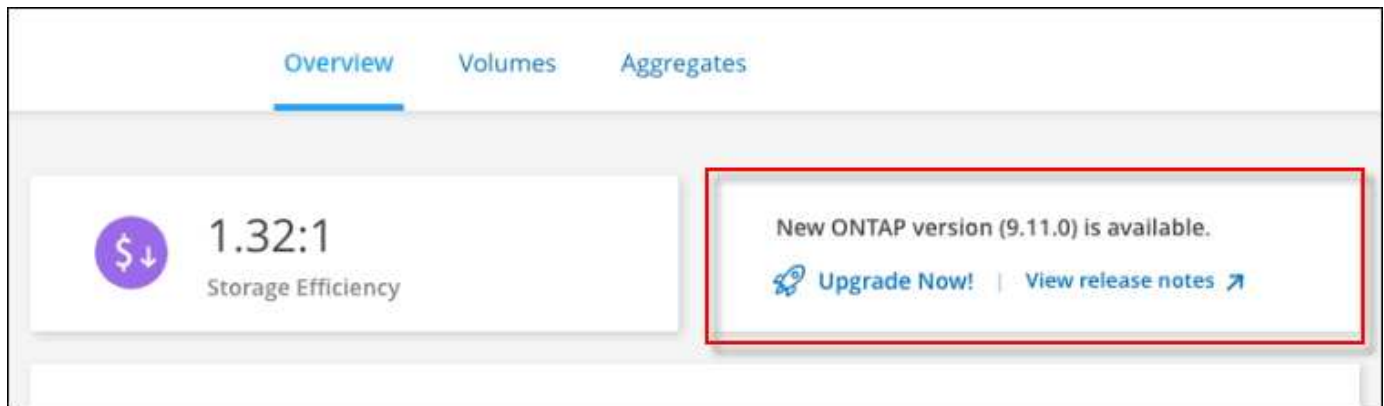 Overview Volumes Aggregates
1.32:1
Storage Efficiency
New ONTAP version (9.11.0) is available.
Upgrade Now! | View release notes